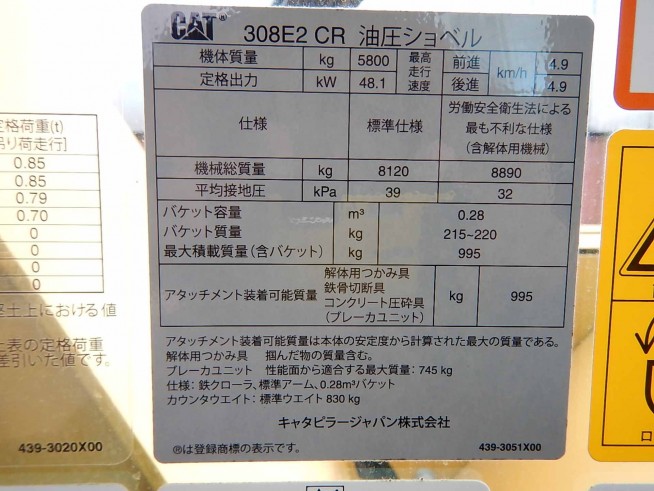 CAT® 308E2 CR 油圧ショベル
機体質量 kg 5800 最高走行速度 前進 km/h 4.9
定格出力 kW 48.1 後進 4.9
仕様 標準仕様 労働安全衛生法による
最も不利な仕様
(含解体用機械)
機械総質量 kg 8120 8890
平均接地圧 kPa 39 32
バケット容量 m³ 0.28
バケット質量 kg 215~220
最大積載質量(含バケット) kg 995
アタッチメント装着可能質量 解体用つかみ具
鉄骨切断具
コンクリート圧砕具
(ブレーカユニット) kg 995
アタッチメント装着可能質量は本体の安定度から計算された最大の質量である。
解体用つかみ具 掴んだ物の質量含む。
ブレーカユニット 性能面から適合する最大質量: 745 kg
仕様: 鉄クローラ、標準アーム、0.28m³バケット
カウンタウエイト: 標準ウエイト 830 kg
キャタピラージャパン株式会社
®は登録商標の表示です。 439-3051X00
定格荷重(t)
吊り荷走行]
0.85
0.85
0.79
0.70
0
0
0
0
土上における値
上表の定格荷重
差引いた値です。
439-3020X00